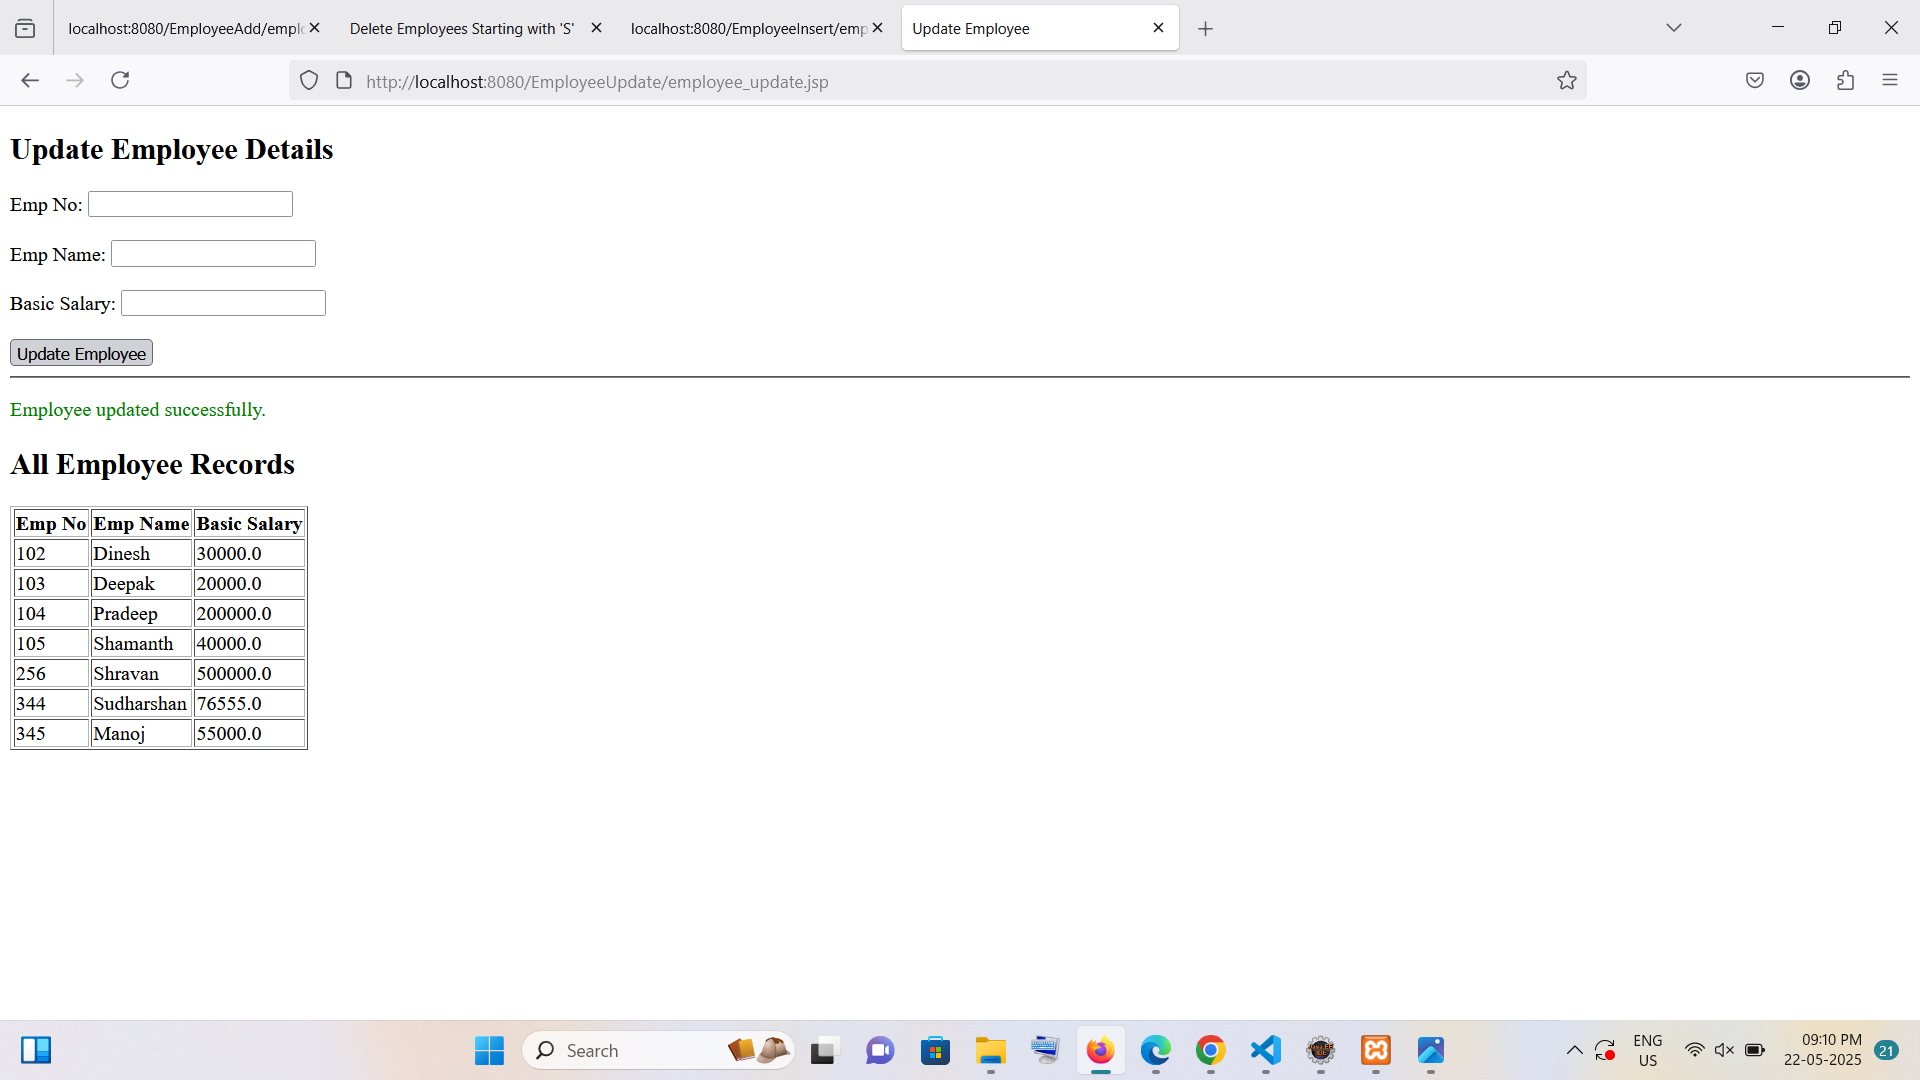 localhost:8080/EmployeeAdd/emplo
Delete Employees Starting with 'S'
localhost:8080/EmployeeInsert/emp
Update Employee
http://localhost:8080/EmployeeUpdate/employee_update.jsp
Update Employee Details
Emp No:
Emp Name:
Basic Salary:
Update Employee
Employee updated successfully.
All Employee Records
Emp No Emp Name Basic Salary
102 Dinesh 30000.0
103 Deepak 20000.0
104 Pradeep 200000.0
105 Shamanth 40000.0
256 Shravan 500000.0
344 Sudharshan 76555.0
345 Manoj 55000.0
Search
ENG
US
09:10 PM
22-05-2025
21